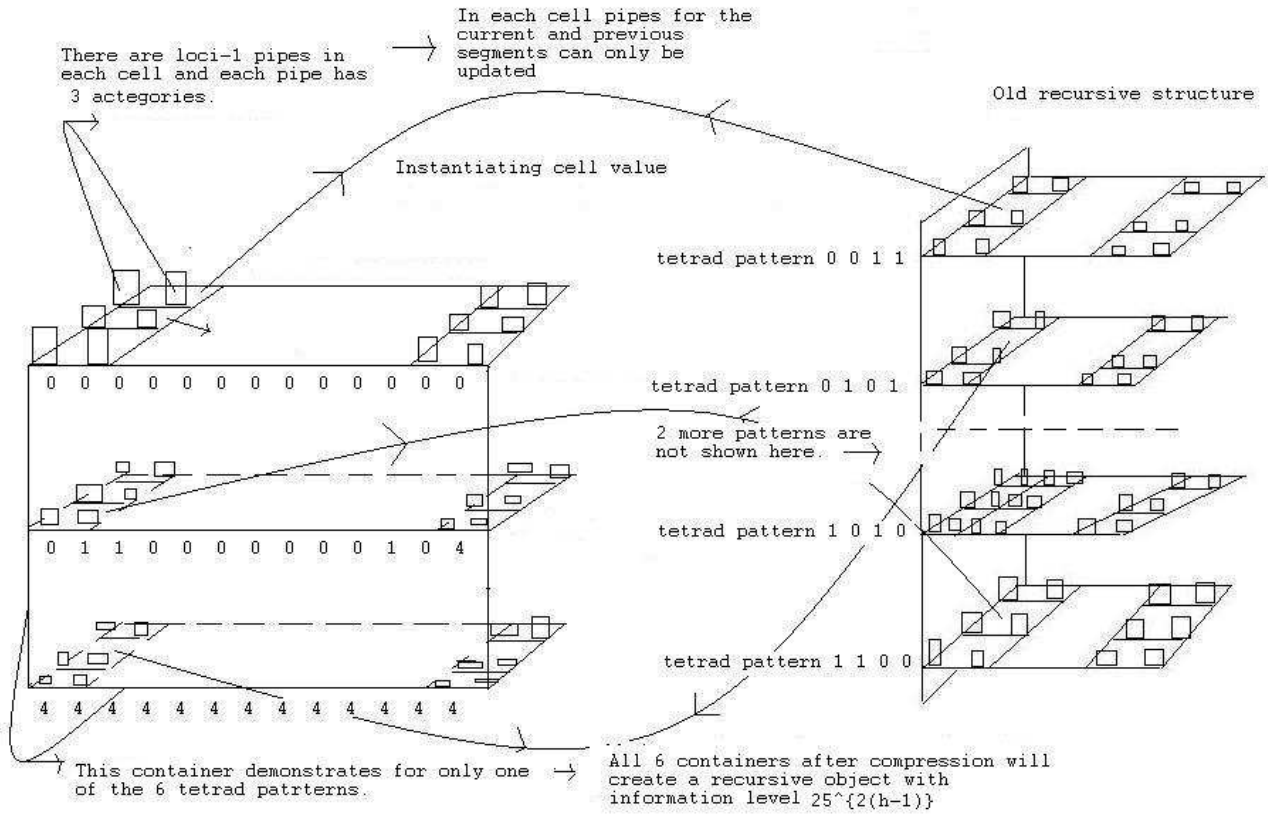 There are loci-1 pipes in
each cell and each pipe has
3 actegories.
In each cell pipes for the
current and previous
segments can only be
updated
Old recursive structure
Instantiating cell value
tetrad pattern 0 0 1 1
0 0 0 0 0 0 0 0 0 0 0 0 0
tetrad pattern 0 1 0 1
2 more patterns are
not shown here.
tetrad pattern 1 0 1 0
0 1 1 0 0 0 0 0 0 0 1 0 4
tetrad pattern 1 1 0 0
4 4 4 4 4 4 4 4 4 4 4 4 4
This container demonstrates for only one
of the 6 tetrad patrterns.
All 6 containers after compression will
create a recursive object with
information level 25^{2(h-1)}